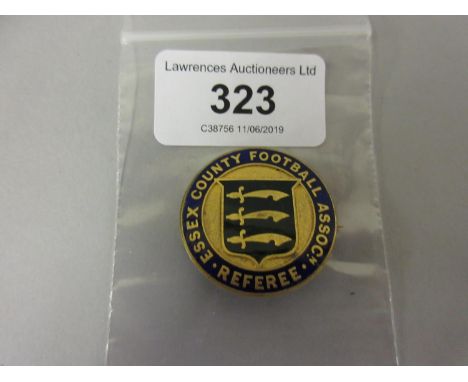 Lawrences Auctioneers Ltd
323
C38756 11/06/2019
ESSEX COUNTY FOOTBALL ASSOC:N
· REFEREE ·